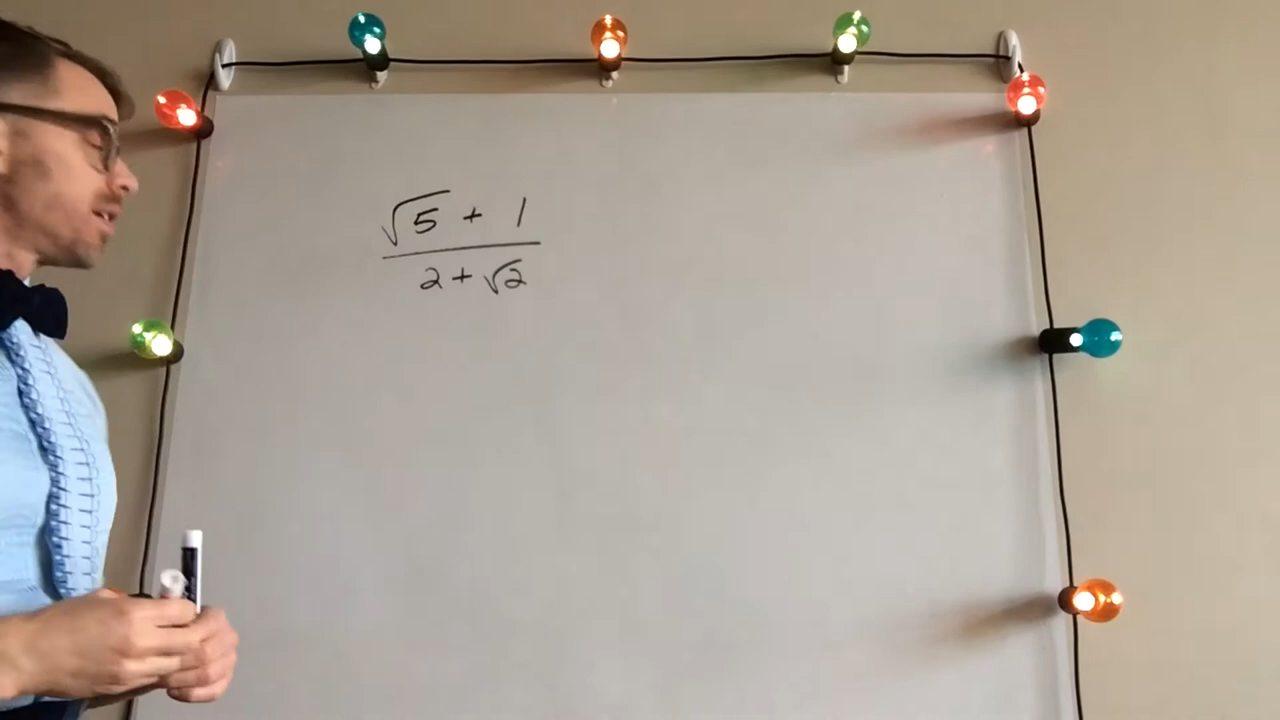 √5 + 1
2 + √2